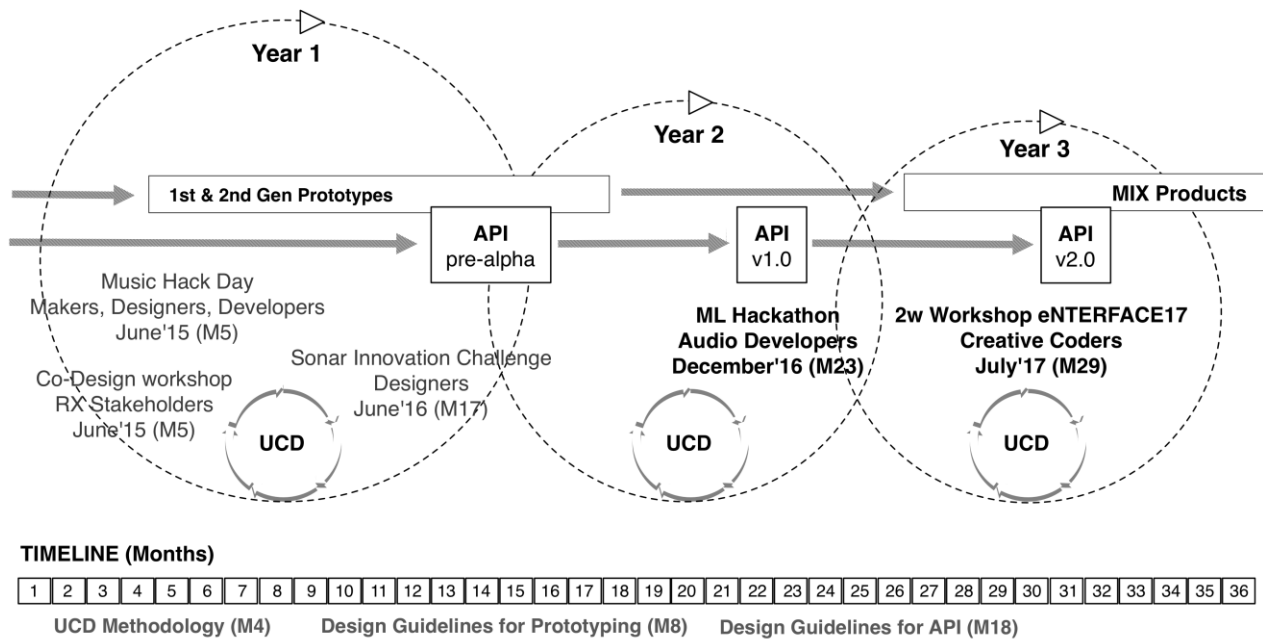 Year 1
Year 2
Year 3
1st & 2nd Gen Prototypes
MIX Products
API
pre-alpha
API
v1.0
API
v2.0
Music Hack Day
Makers, Designers, Developers
June'15 (M5)
Co-Design workshop
RX Stakeholders
June'15 (M5)
Sonar Innovation Challenge
Designers
June'16 (M17)
ML Hackathon
Audio Developers
December'16 (M23)
2w Workshop eNTERFACE17
Creative Coders
July'17 (M29)
UCD
UCD
UCD
TIMELINE (Months)
1 2 3 4 5 6 7 8 9 10 11 12 13 14 15 16 17 18 19 20 21 22 23 24 25 26 27 28 29 30 31 32 33 34 35 36
UCD Methodology (M4) Design Guidelines for Prototyping (M8) Design Guidelines for API (M18)